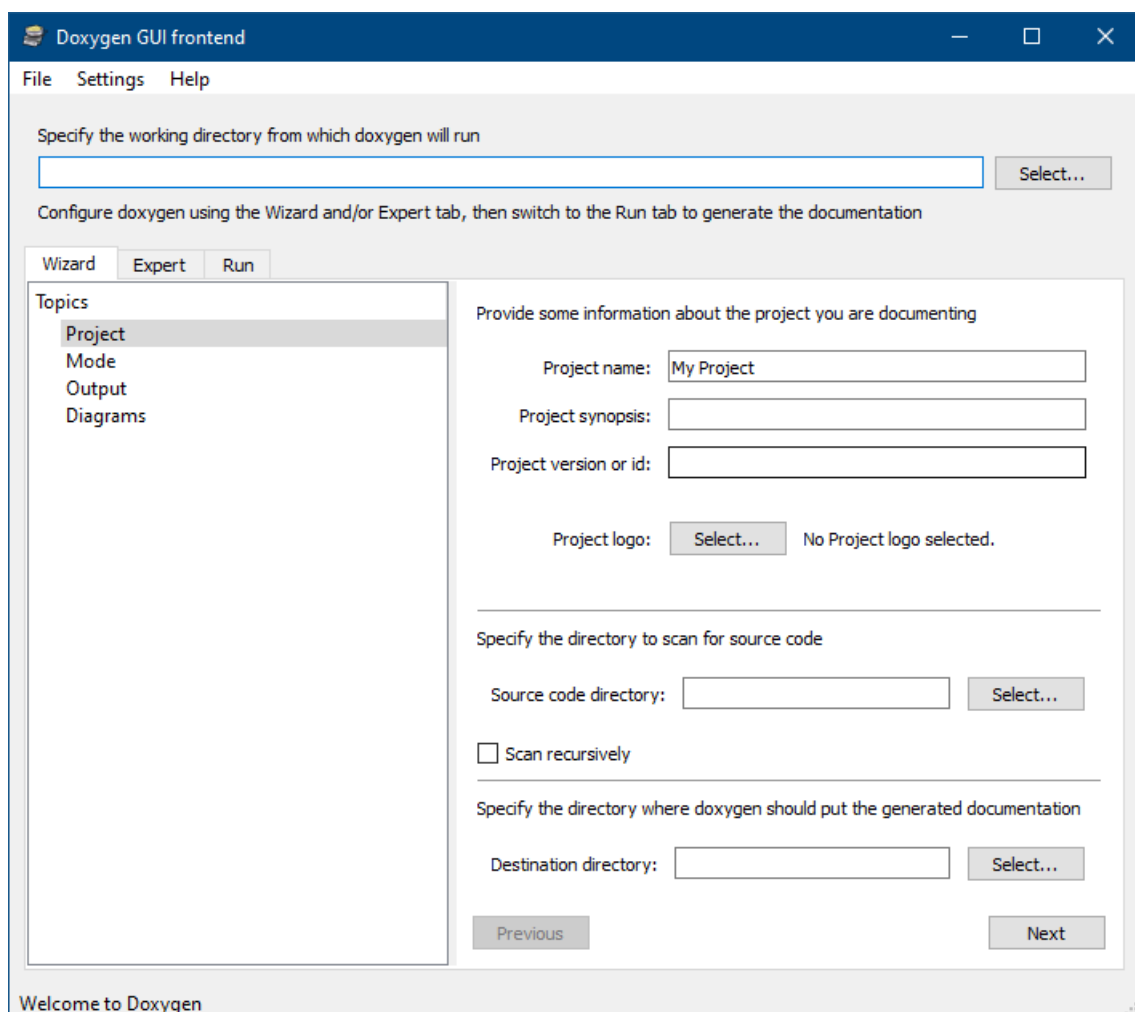 Doxygen GUI frontend
File Settings Help
Specify the working directory from which doxygen will run
Select...
Configure doxygen using the Wizard and/or Expert tab, then switch to the Run tab to generate the documentation
Wizard Expert Run
Topics
Project
Mode
Output
Diagrams
Provide some information about the project you are documenting
Project name: My Project
Project synopsis:
Project version or id:
Project logo: Select... No Project logo selected.
Specify the directory to scan for source code
Source code directory: Select...
Scan recursively
Specify the directory where doxygen should put the generated documentation
Destination directory: Select...
Previous Next
Welcome to Doxygen